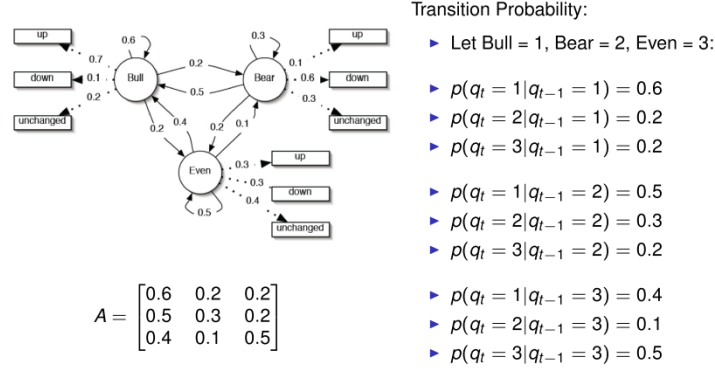 Transition Probability:
► Let Bull = 1, Bear = 2, Even = 3:
► p(q_t = 1|q_{t−1} = 1) = 0.6
► p(q_t = 2|q_{t−1} = 1) = 0.2
► p(q_t = 3|q_{t−1} = 1) = 0.2
► p(q_t = 1|q_{t−1} = 2) = 0.5
► p(q_t = 2|q_{t−1} = 2) = 0.3
► p(q_t = 3|q_{t−1} = 2) = 0.2
► p(q_t = 1|q_{t−1} = 3) = 0.4
► p(q_t = 2|q_{t−1} = 3) = 0.1
► p(q_t = 3|q_{t−1} = 3) = 0.5
up
down
unchanged
0.7
0.1
0.2
0.6
Bull
0.2
0.5
0.3
Bear
0.1
0.6
0.3
up
down
unchanged
0.2
0.4
0.2
0.1
Even
0.5
0.3
0.3
0.4
up
down
unchanged
A =
0.6 0.2 0.2
0.5 0.3 0.2
0.4 0.1 0.5